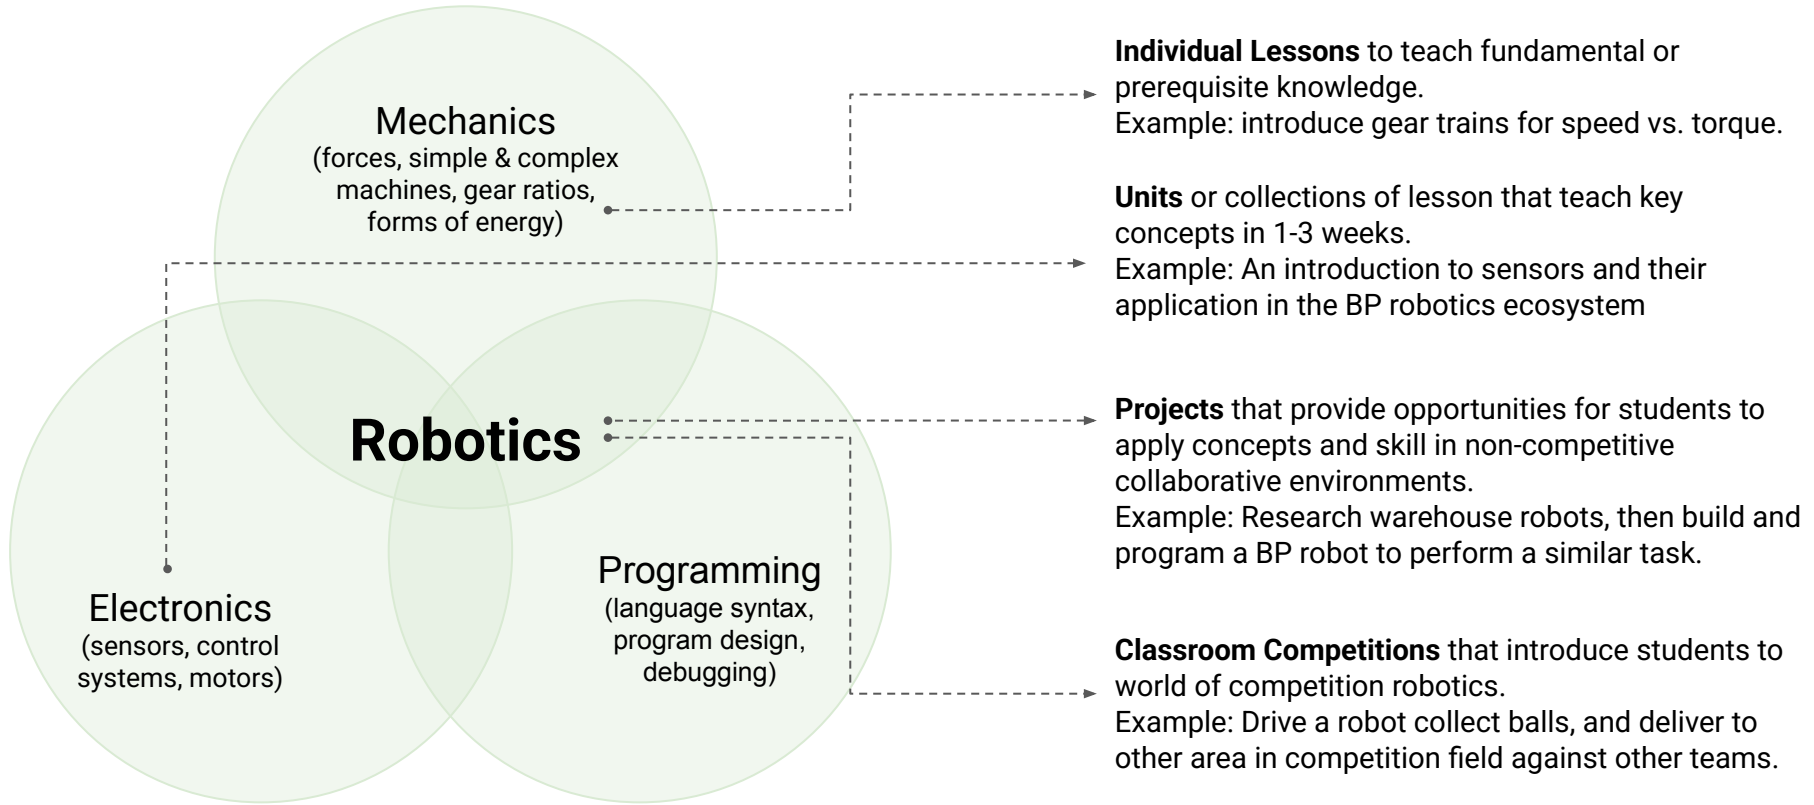 Mechanics
(forces, simple & complex
machines, gear ratios,
forms of energy)
Robotics
Electronics
(sensors, control
systems, motors)
Programming
(language syntax,
program design,
debugging)
Individual Lessons to teach fundamental or
prerequisite knowledge.
Example: introduce gear trains for speed vs. torque.
Units or collections of lesson that teach key
concepts in 1-3 weeks.
Example: An introduction to sensors and their
application in the BP robotics ecosystem
Projects that provide opportunities for students to
apply concepts and skill in non-competitive
collaborative environments.
Example: Research warehouse robots, then build and
program a BP robot to perform a similar task.
Classroom Competitions that introduce students to
world of competition robotics.
Example: Drive a robot collect balls, and deliver to
other area in competition field against other teams.